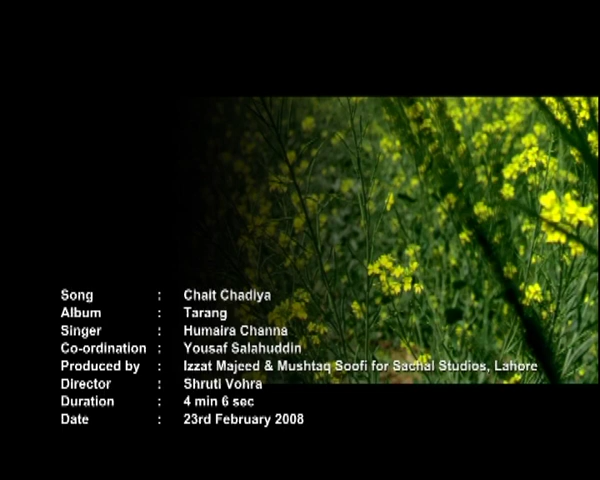 Song : Chait Chadiya
Album : Tarang
Singer : Humaira Channa
Co-ordination : Yousaf Salahuddin
Produced by : Izzat Majeed & Mushtaq Soofi for Sachal Studios, Lahore
Director : Shruti Vohra
Duration : 4 min 6 sec
Date : 23rd February 2008